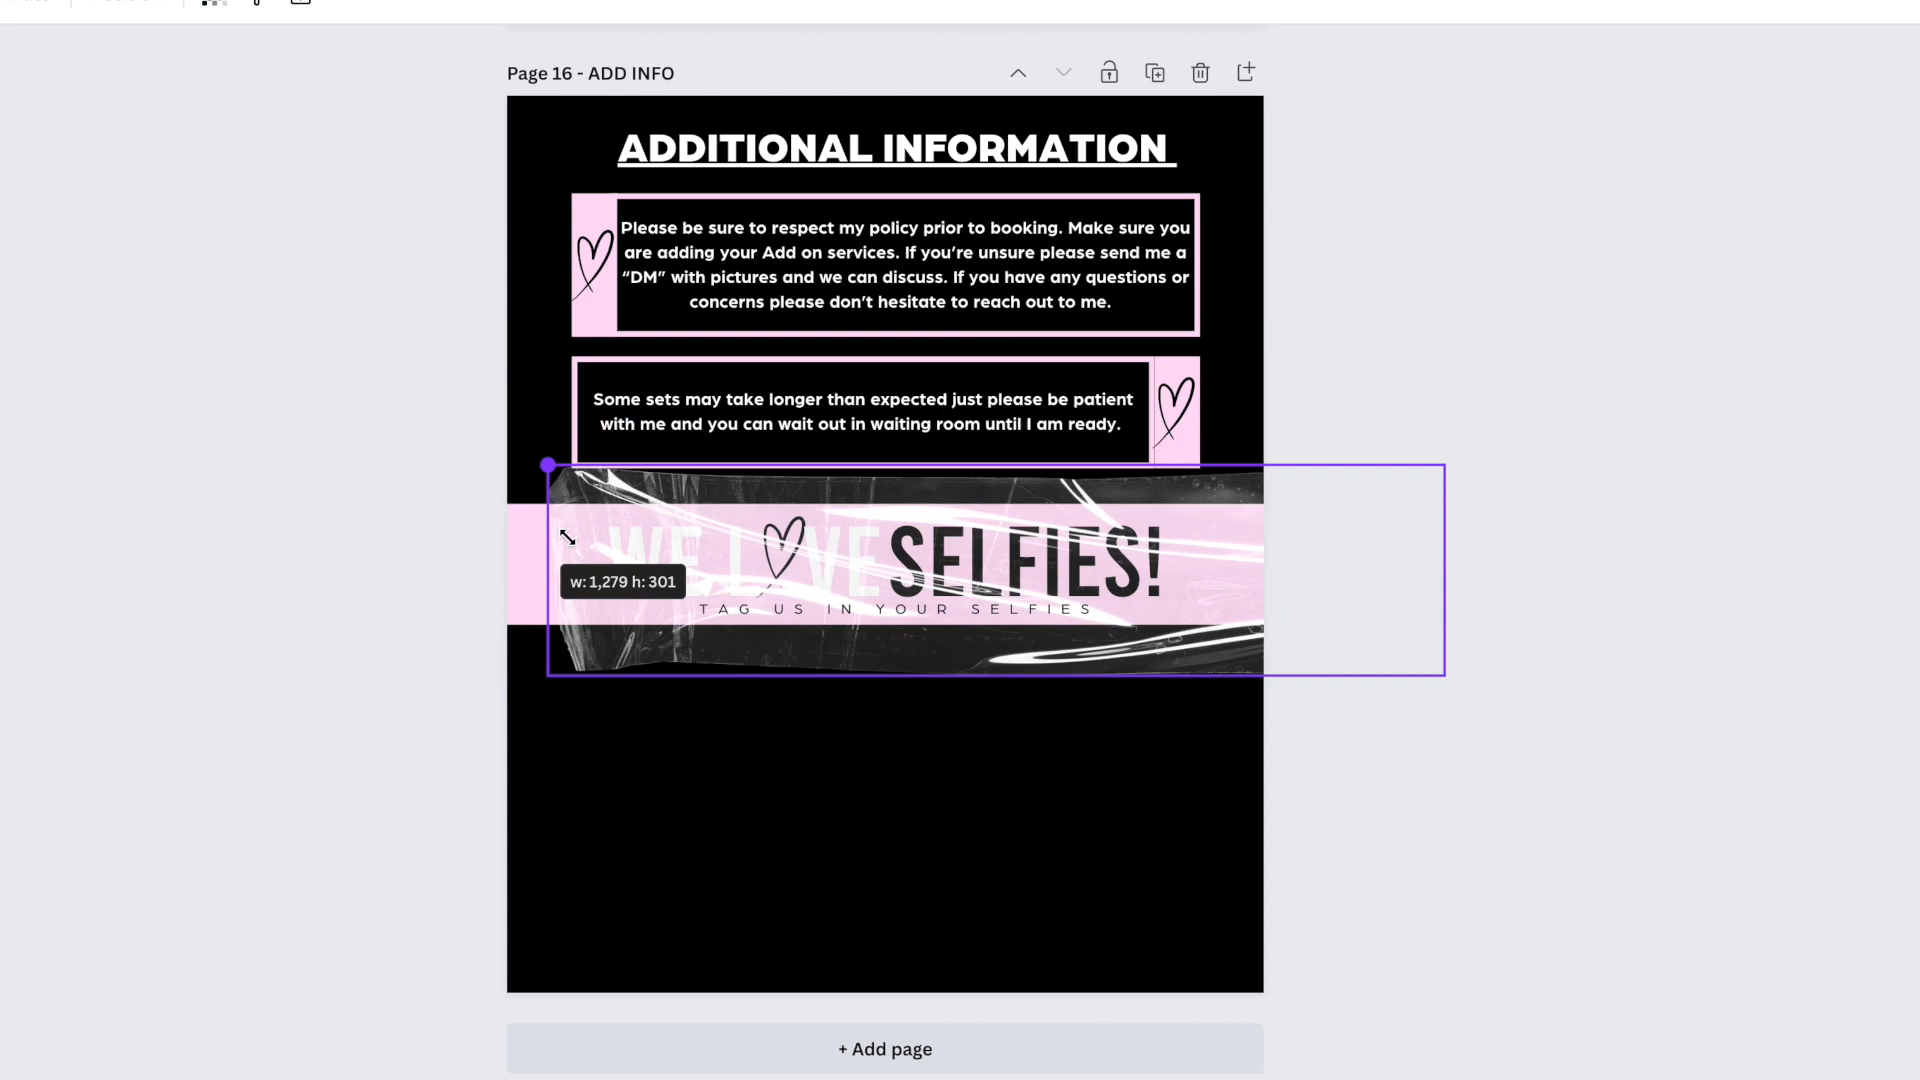 Page 16 - ADD INFO
ADDITIONAL INFORMATION
Please be sure to respect my policy prior to booking. Make sure you
are adding your Add on services. If you’re unsure please send me a
“DM” with pictures and we can discuss. If you have any questions or
concerns please don’t hesitate to reach out to me.
Some sets may take longer than expected just please be patient
with me and you can wait out in waiting room until I am ready.
WE LOVE SELFIES!
w: 1,279 h: 301
TAG US IN YOUR SELFIES
+ Add page